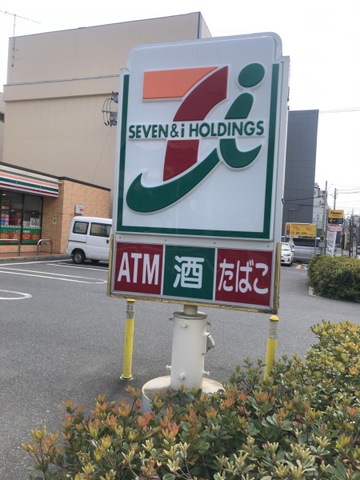 SEVEN & i HOLDINGS
ATM 酒 たばこ